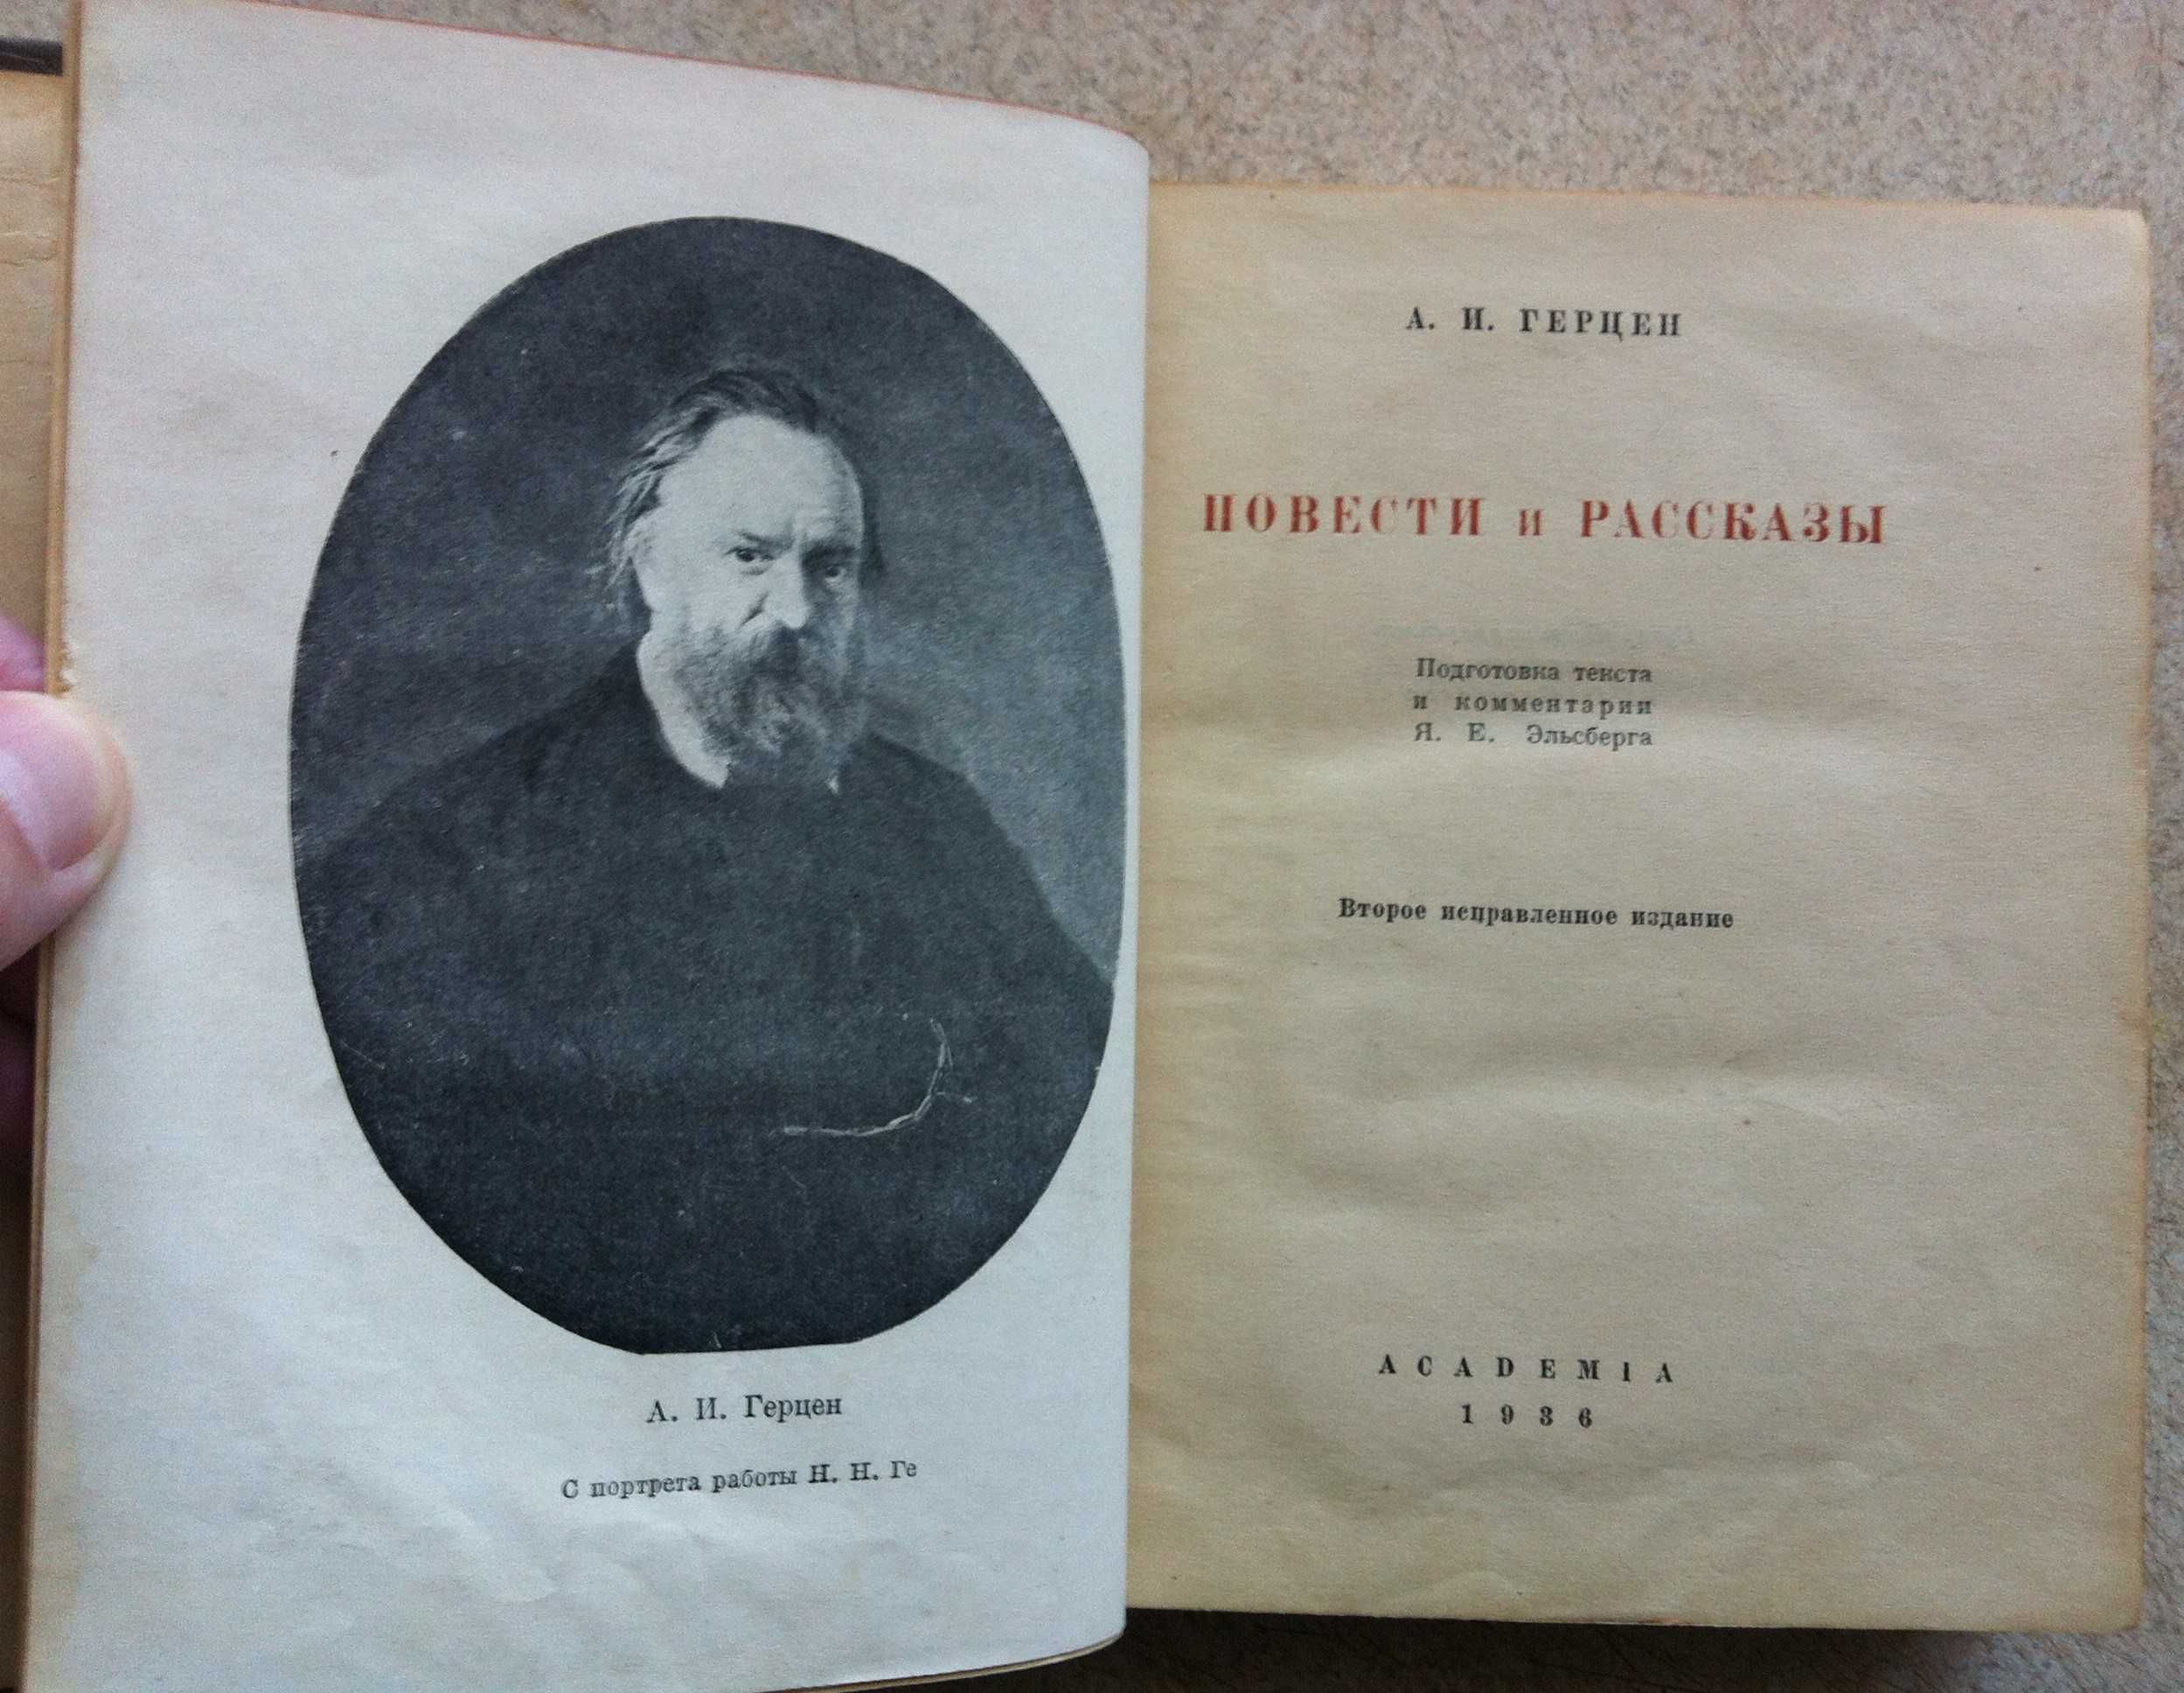 А. И. Герцен
С портрета работы Н. Н. Ге
А. И. ГЕРЦЕН
ПОВЕСТИ и РАССКАЗЫ
Подготовка текста
и комментарии
Я. Е. Эльсберга
Второе исправленное издание
ACADEMIA
1936